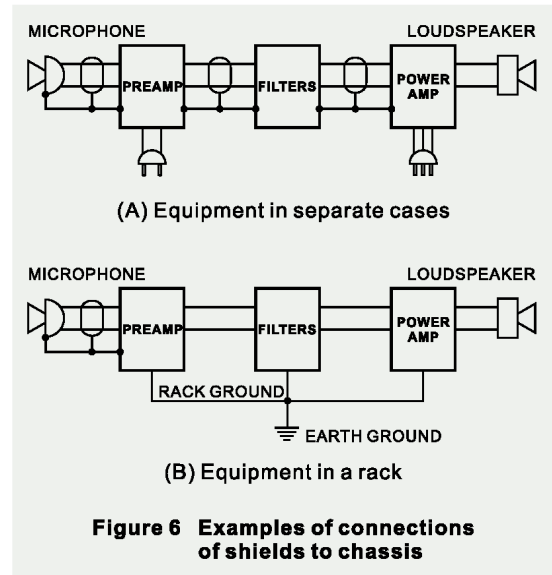 MICROPHONE LOUDSPEAKER
PREAMP FILTERS POWER AMP
(A) Equipment in separate cases
MICROPHONE LOUDSPEAKER
PREAMP FILTERS POWER AMP
RACK GROUND
EARTH GROUND
(B) Equipment in a rack
Figure 6 Examples of connections
of shields to chassis